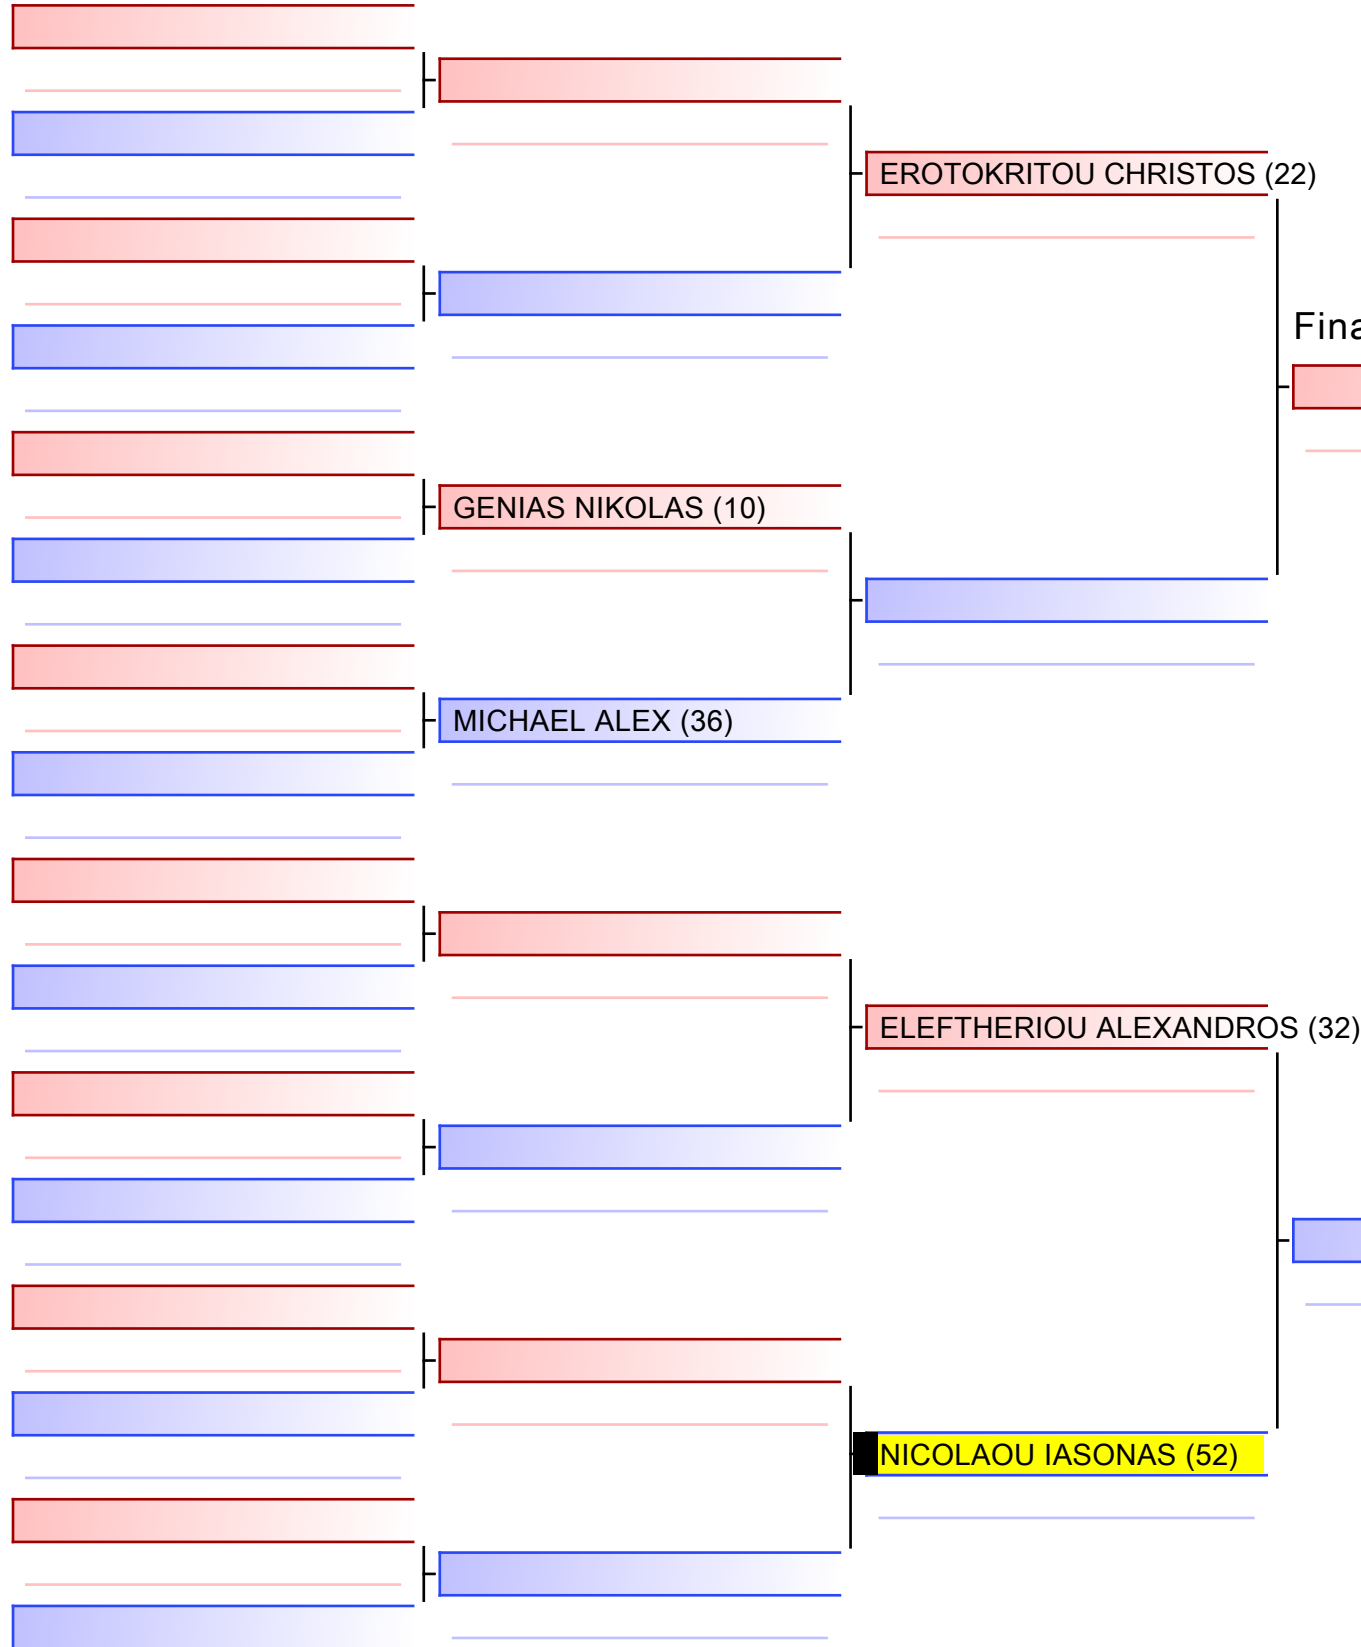 EROTOKRITOU CHRISTOS (22)
Fina
GENIAS NIKOLAS (10)
MICHAEL ALEX (36)
ELEFTHERIOU ALEXANDROS (32)
NICOLAOU IASONAS (52)